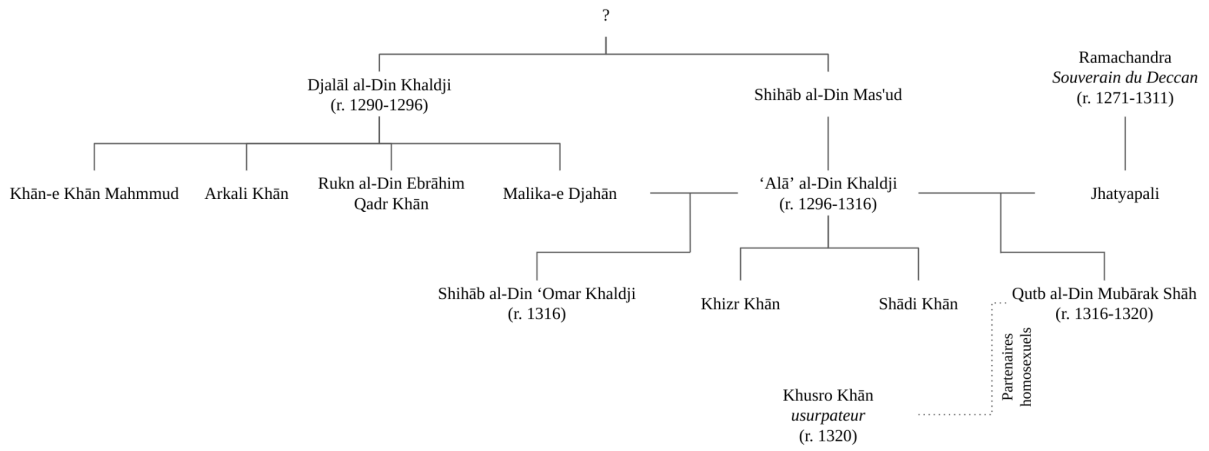 ?
Djalāl al-Din Khaldji
(r. 1290-1296)
Shihāb al-Din Mas'ud
Ramachandra
Souverain du Deccan
(r. 1271-1311)
Khān-e Khān Mahmmud
Arkali Khān
Rukn al-Din Ebrāhim
Qadr Khān
Malika-e Djahān
‘Alā’ al-Din Khaldji
(r. 1296-1316)
Jhatyapali
Shihāb al-Din ‘Omar Khaldji
(r. 1316)
Khizr Khān
Shādi Khān
Qutb al-Din Mubārak Shāh
(r. 1316-1320)
Partenaires
homosexuels
Khusro Khān
usurpateur
(r. 1320)